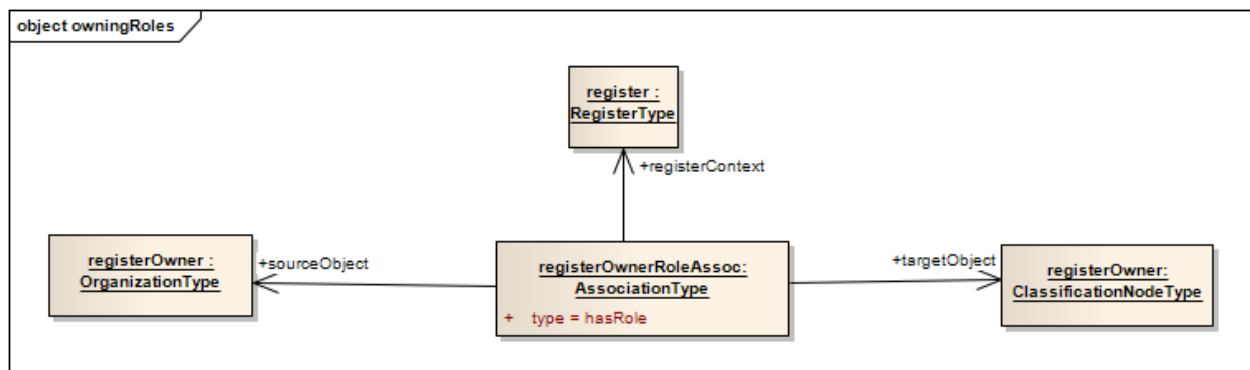 object owningRoles
register :
RegisterType
+registerContext
registerOwner :
OrganizationType
+sourceObject
registerOwnerRoleAssoc:
AssociationType
+ type = hasRole
+targetObject
registerOwner:
ClassificationNodeType